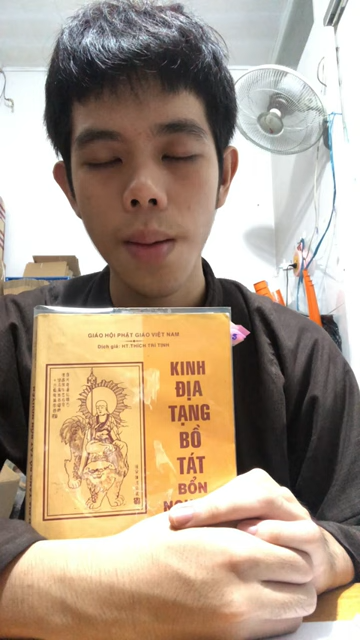 GIÁO HỘI PHẬT GIÁO VIỆT NAM
Dịch giả: HT THÍCH TRÍ TỊNH
KINH
ĐỊA
TẠNG
BỒ
TÁT
BỔN